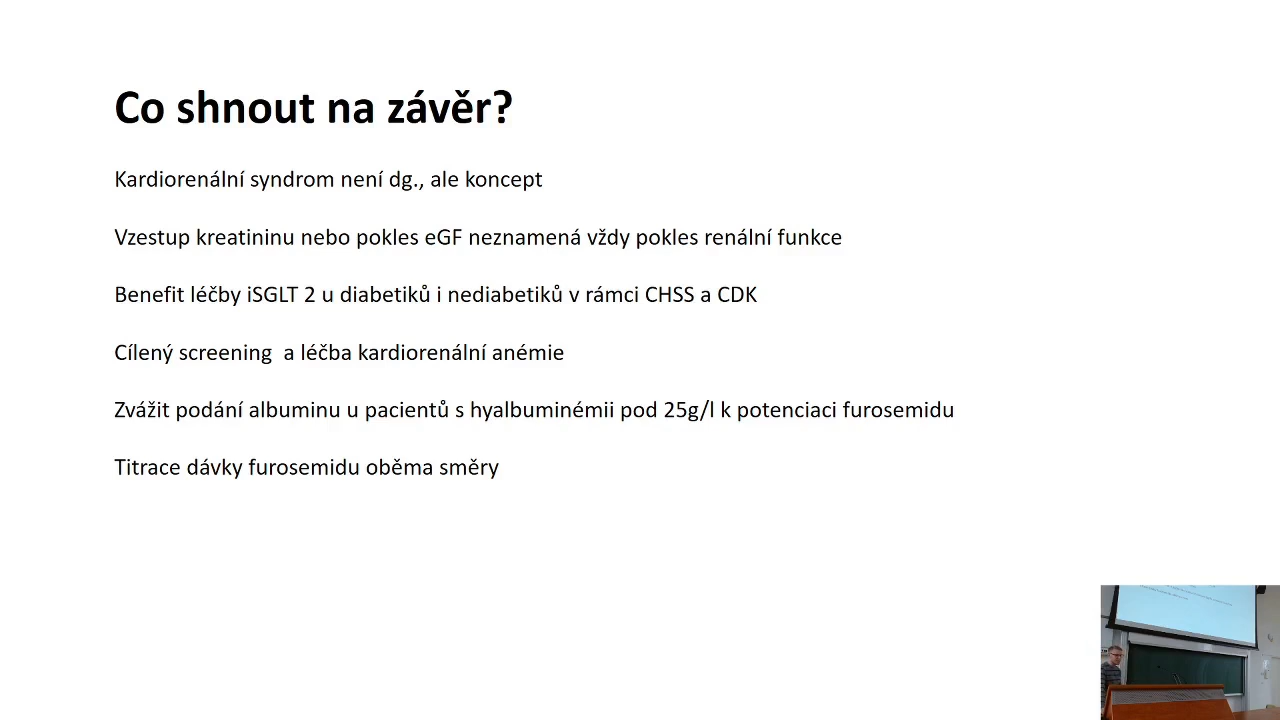 Co shnout na závěr?
Kardiorenální syndrom není dg., ale koncept
Vzestup kreatininu nebo pokles eGF neznamená vždy pokles renální funkce
Benefit léčby iSGLT 2 u diabetiků i nediabetiků v rámci CHSS a CDK
Cílený screening  a léčba kardiorenální anémie
Zvážit podání albuminu u pacientů s hyalbuminémii pod 25g/l k potenciaci furosemidu
Titrace dávky furosemidu oběma směry